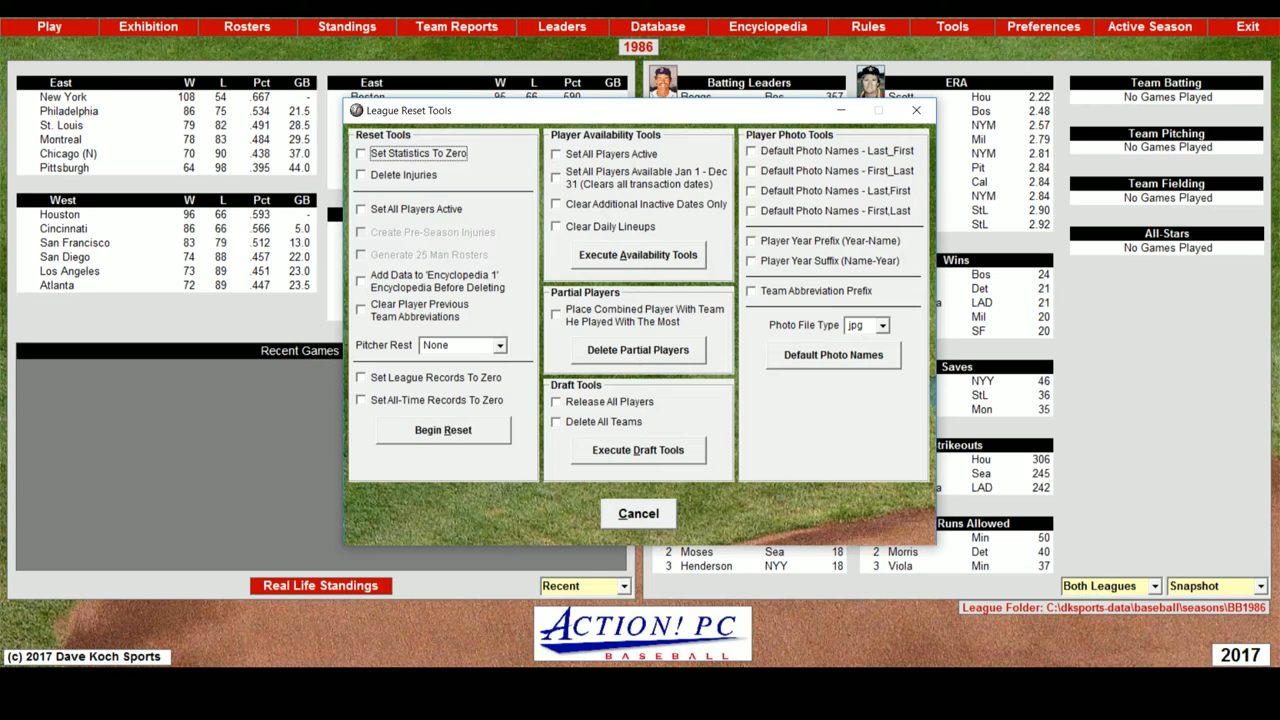 Play Exhibition Rosters Standings Team Reports Leaders Database Encyclopedia Rules Tools Preferences Active Season Exit
1986
East W L Pct GB
New York 108 54 .667 -
Philadelphia 86 75 .534 21.5
St. Louis 79 82 .491 28.5
Montreal 78 83 .484 29.5
Chicago (N) 70 90 .438 37.0
Pittsburgh 64 98 .395 44.0
West W L Pct GB
Houston 96 66 .593 -
Cincinnati 86 66 .566 5.0
San Francisco 83 79 .512 13.0
San Diego 74 88 .457 22.0
Los Angeles 73 89 .451 23.0
Atlanta 72 89 .447 23.5
East W L Pct GB
Boston 95 66 .590
Recent Games
Real Life Standings
Recent
League Reset Tools
Reset Tools
Set Statistics To Zero
Delete Injuries
Set All Players Active
Create Pre-Season Injuries
Generate 25 Man Rosters
Add Data to 'Encyclopedia 1'
Encyclopedia Before Deleting
Clear Player Previous
Team Abbreviations
Pitcher Rest None
Set League Records To Zero
Set All-Time Records To Zero
Begin Reset
Player Availability Tools
Set All Players Active
Set All Players Available Jan 1 - Dec
31 (Clears all transaction dates)
Clear Additional Inactive Dates Only
Clear Daily Lineups
Execute Availability Tools
Partial Players
Place Combined Player With Team
He Played With The Most
Delete Partial Players
Draft Tools
Release All Players
Delete All Teams
Execute Draft Tools
Player Photo Tools
Default Photo Names - Last_First
Default Photo Names - First_Last
Default Photo Names - Last,First
Default Photo Names - First,Last
Player Year Prefix (Year-Name)
Player Year Suffix (Name-Year)
Team Abbreviation Prefix
Photo File Type jpg
Default Photo Names
Cancel
Batting Leaders
Boggs Bos .357
2 Moses Sea 18
3 Henderson NYY 18
ERA
Scott Hou 2.22
Bos 2.48
NYM 2.57
Mil 2.79
NYM 2.81
Pit 2.84
Cal 2.84
NYM 2.84
StL 2.90
StL 2.92
Wins
Bos 24
Det 21
LAD 21
Mil 20
SF 20
Saves
NYY 46
StL 36
Mon 35
trikeouts
Hou 306
Sea 245
LAD 242
Runs Allowed
Min 50
2 Morris Det 40
3 Viola Min 37
Team Batting
No Games Played
Team Pitching
No Games Played
Team Fielding
No Games Played
All-Stars
No Games Played
Both Leagues Snapshot
League Folder: C:\dksports-data\baseball\seasons\BB1986
ACTION! PC
BASEBALL
(c) 2017 Dave Koch Sports
2017